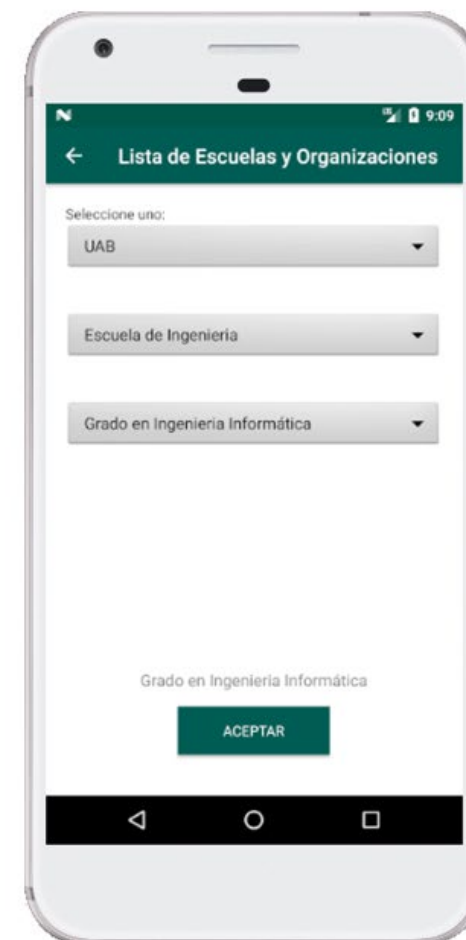 9:09
Lista de Escuelas y Organizaciones
Seleccione uno:
UAB
Escuela de Ingenieria
Grado en Ingenieria Informática
Grado en Ingenieria Informática
ACEPTAR